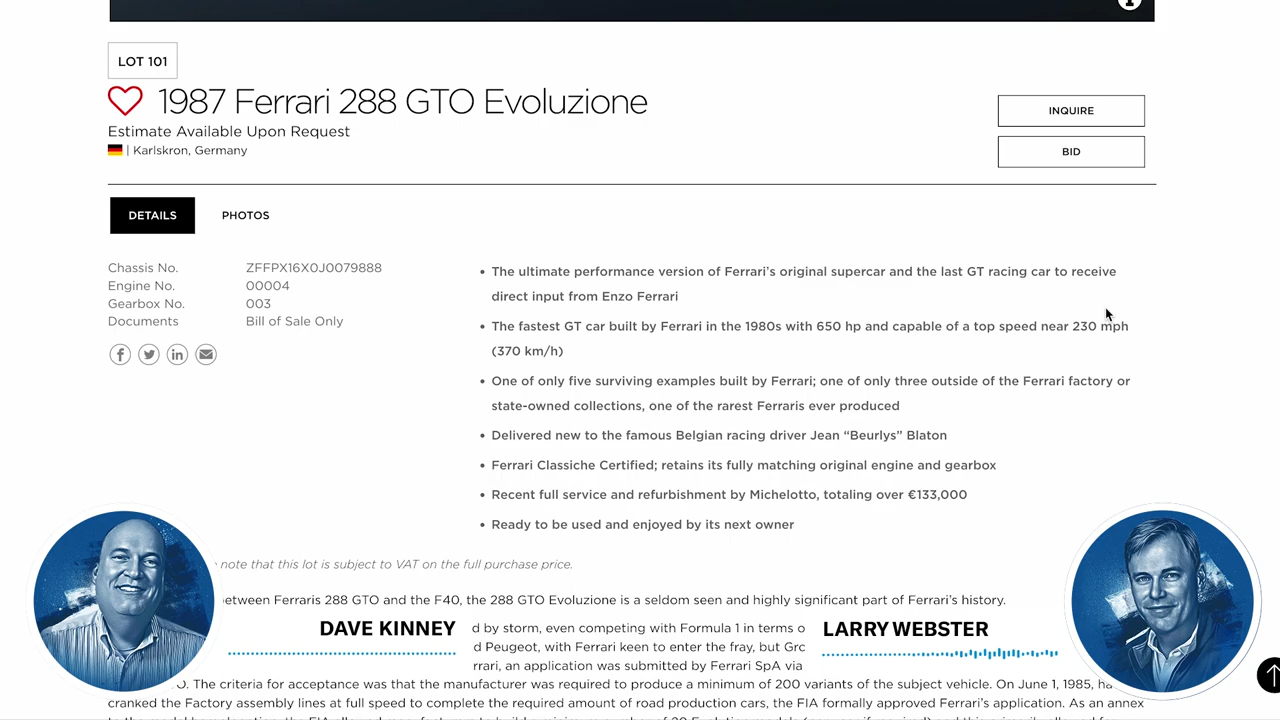 LOT 101
1987 Ferrari 288 GTO Evoluzione
Estimate Available Upon Request
| Karlskron, Germany
INQUIRE
BID
DETAILS
PHOTOS
Chassis No. ZFFPX16X0J0079888
Engine No. 00004
Gearbox No. 003
Documents Bill of Sale Only
• The ultimate performance version of Ferrari's original supercar and the last GT racing car to receive
direct input from Enzo Ferrari
• The fastest GT car built by Ferrari in the 1980s with 650 hp and capable of a top speed near 230 mph
(370 km/h)
• One of only five surviving examples built by Ferrari; one of only three outside of the Ferrari factory or
state-owned collections, one of the rarest Ferraris ever produced
• Delivered new to the famous Belgian racing driver Jean “Beurlys” Blaton
• Ferrari Classiche Certified; retains its fully matching original engine and gearbox
• Recent full service and refurbishment by Michelotto, totaling over €133,000
• Ready to be used and enjoyed by its next owner
note that this lot is subject to VAT on the full purchase price.
etween Ferraris 288 GTO and the F40, the 288 GTO Evoluzione is a seldom seen and highly significant part of Ferrari's history.
DAVE KINNEY
d by storm, even competing with Formula 1 in terms o
LARRY WEBSTER
d Peugeot, with Ferrari keen to enter the fray, but Grc
rrari, an application was submitted by Ferrari SpA via
O. The criteria for acceptance was that the manufacturer was required to produce a minimum of 200 variants of the subject vehicle. On June 1, 1985, ha
cranked the Factory assembly lines at full speed to complete the required amount of road production cars, the FIA formally approved Ferrari's application. As an annex